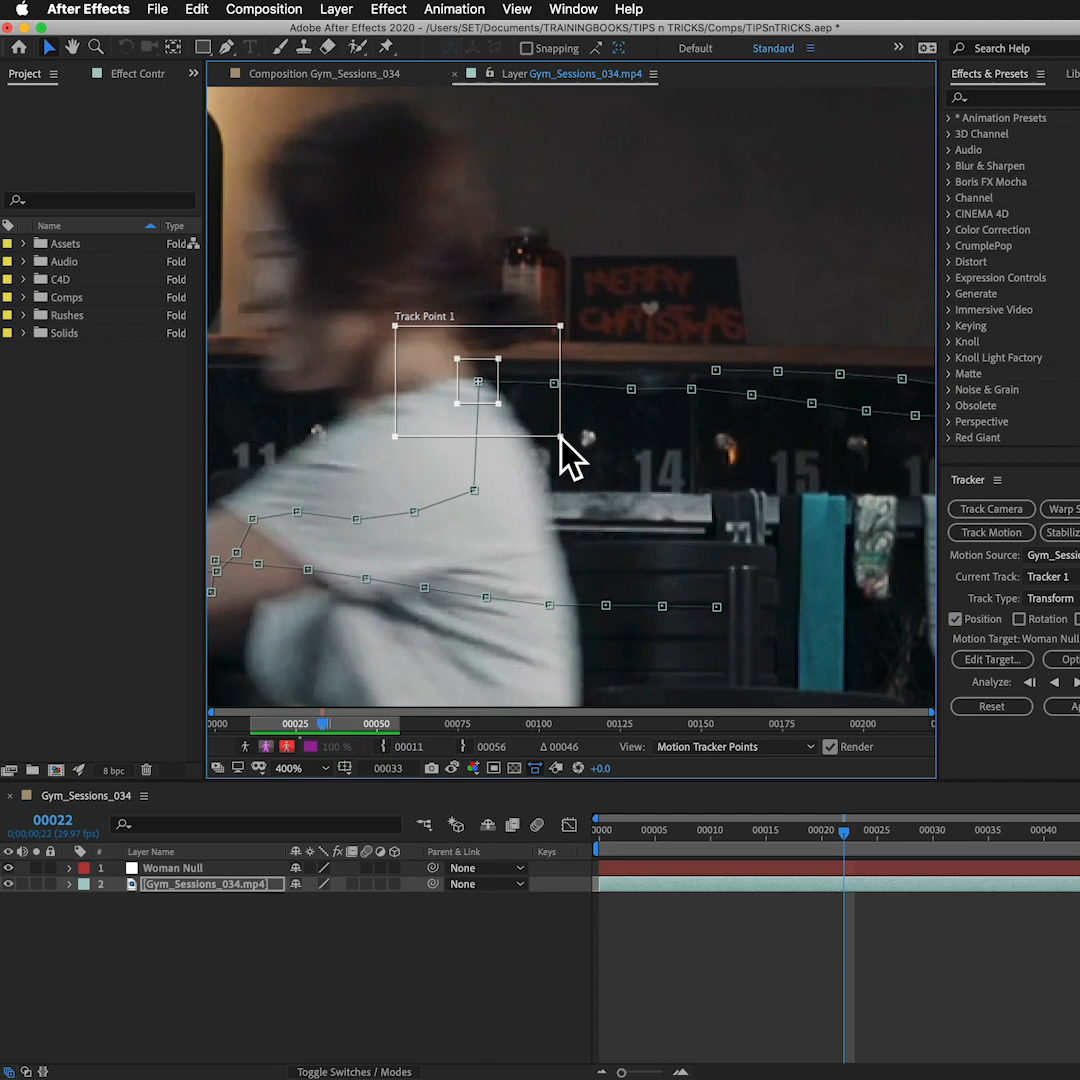 After Effects File Edit Composition Layer Effect Animation View Window Help
Adobe After Effects 2020 - /Users/SET/Documents/TRAININGBOOKS/TIPS n TRICKS/Comps/TIPSnTRICKS.aep *
Snapping Default Standard Search Help
Project Effect Contr Composition Gym_Sessions_034 Layer Gym_Sessions_034.mp4 Effects & Presets Lib
* Animation Presets
3D Channel
Audio
Blur & Sharpen
Boris FX Mocha
Channel
CINEMA 4D
Color Correction
CrumplePop
Distort
Expression Controls
Generate
Immersive Video
Keying
Knoll
Knoll Light Factory
Matte
Noise & Grain
Obsolete
Perspective
Red Giant
Name Type
Assets Fold
Audio Fold
C4D Fold
Comps Fold
Rushes Fold
Solids Fold
MERRY
CHRISTMAS
Track Point 1
11 14 15
Tracker
Track Camera Warp S
Track Motion Stabiliz
Motion Source: Gym_Sessio
Current Track: Tracker 1
Track Type: Transform
Position Rotation
Motion Target: Woman Null
Edit Target... Opti
Analyze:
Reset Ap
0000 00025 00050 00075 00100 00125 00150 00175 00200
100 % 00011 00056 Δ 00046 View: Motion Tracker Points Render
8 bpc 400% 00033 +0.0
Gym_Sessions_034
00022
0;00;00;22 (29.97 fps)
0000 00005 00010 00015 00020 00025 00030 00035 00040
# Layer Name Parent & Link Keys
1 Woman Null None
2 [Gym_Sessions_034.mp4] None
Toggle Switches / Modes